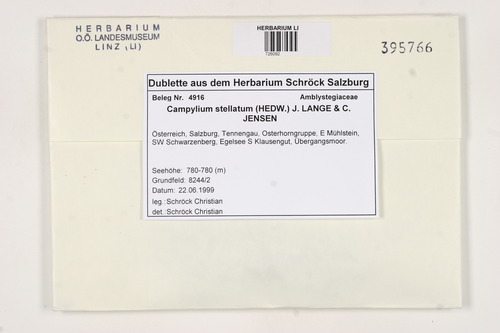 HERBARIUM
O.Ö. LANDESMUSEUM
LINZ (LI)
HERBARIUM LI
395766
Dublette aus dem Herbarium Schröck Salzburg
Beleg Nr. 4916 Amblystegiaceae
Campylium stellatum (HEDW.) J. LANGE & C.
JENSEN
Österreich, Salzburg, Tennengau, Osterhorngruppe, E Mühlstein,
SW Schwarzenberg, Egelsee S Klausengut, Übergangsmoor.
Seehöhe: 780-780 (m)
Grundfeld: 8244/2
Datum: 22.06.1999
leg.:Schröck Christian
det.:Schröck Christian